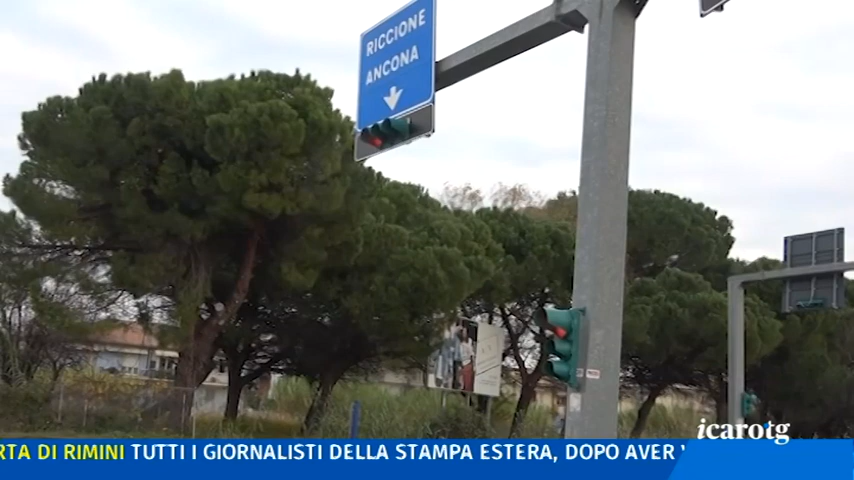 RICCIONE
ANCONA
icarotg
RTA DI RIMINI TUTTI I GIORNALISTI DELLA STAMPA ESTERA, DOPO AVER